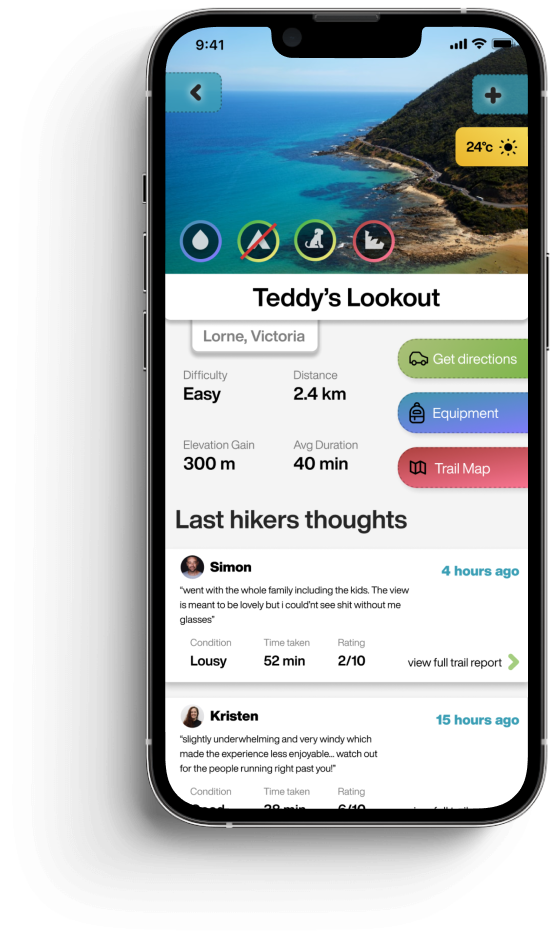 9:41
24°c
Teddy's Lookout
Lorne, Victoria
Difficulty
Easy
Distance
2.4 km
Get directions
Equipment
Elevation Gain
300 m
Avg Duration
40 min
Trail Map
Last hikers thoughts
Simon
4 hours ago
“went with the whole family including the kids. The view
is meant to be lovely but i could'nt see shit without me
glasses”
Condition
Time taken
Rating
Lousy
52 min
2/10
view full trail report
Kristen
15 hours ago
“slightly underwhelming and very windy which
made the experience less enjoyable... watch out
for the people running right past you!”
Condition
Time taken
Rating
Good
38 min
6/10